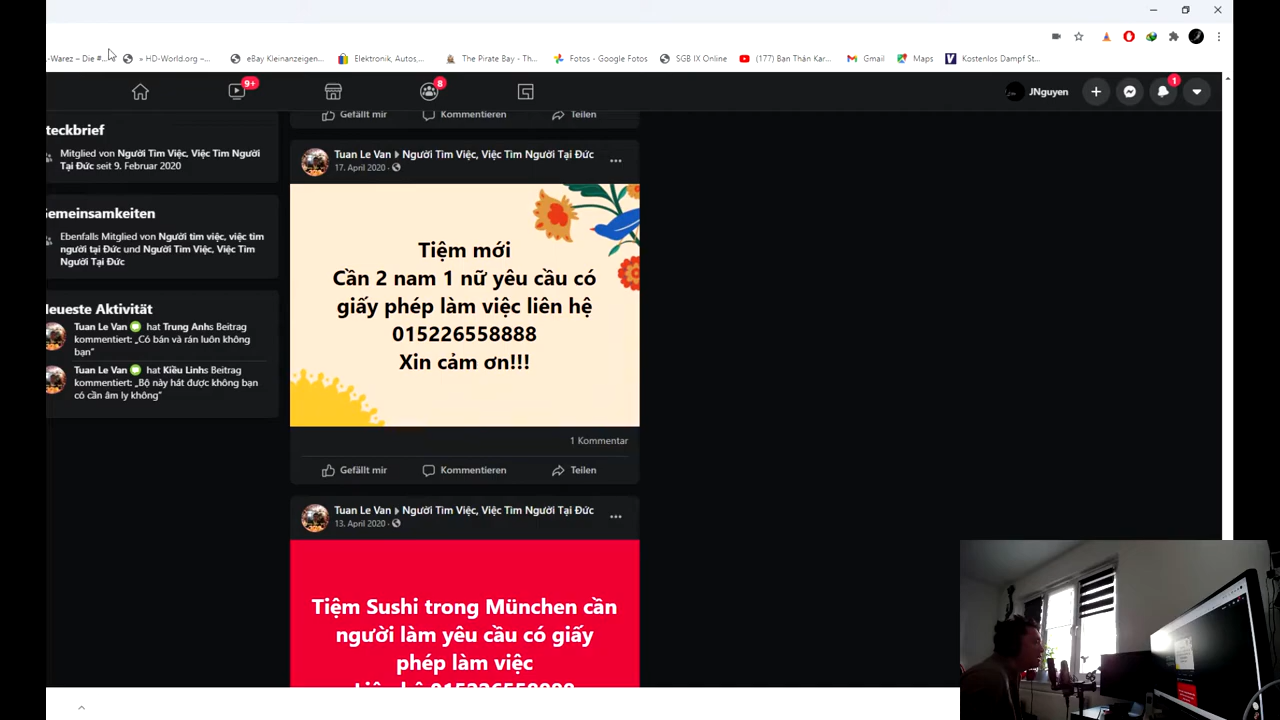 -Warez – Die #...
» HD-World.org –...
eBay Kleinanzeigen...
Elektronik, Autos,...
The Pirate Bay - Th...
Fotos - Google Fotos
SGB IX Online
(177) Ban Thân Kar...
Gmail
Maps
Kostenlos Dampf St...
9+
8
JNguyen
1
Gefällt mir
Kommentieren
Teilen
teckbrief
Mitglied von Người Tìm Việc, Việc Tìm Người
Tại Đức seit 9. Februar 2020
Gemeinsamkeiten
Ebenfalls Mitglied von Người tìm việc, việc tìm
người tại Đức und Người Tìm Việc, Việc Tìm
Người Tại Đức
Neueste Aktivität
Tuan Le Van hat Trung Anhs Beitrag
kommentiert: „Có bán và rán luôn không
bạn“
Tuan Le Van hat Kiều Linhs Beitrag
kommentiert: „Bộ này hát được không bạn
có cần âm ly không“
Tuan Le Van Người Tìm Việc, Việc Tìm Người Tại Đức
17. April 2020 ·
Tiệm mới
Cần 2 nam 1 nữ yêu cầu có
giấy phép làm việc liên hệ
015226558888
Xin cảm ơn!!!
1 Kommentar
Gefällt mir
Kommentieren
Teilen
Tuan Le Van Người Tìm Việc, Việc Tìm Người Tại Đức
13. April 2020 ·
Tiệm Sushi trong München cần
người làm yêu cầu có giấy
phép làm việc
Liên hệ 015226558888